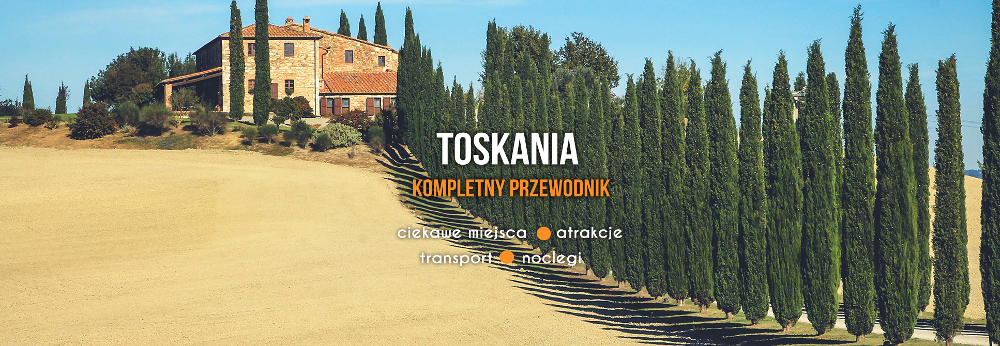 TOSKANIA
KOMPLETNY PRZEWODNIK
ciekawe miejsca atrakcje
transport noclegi